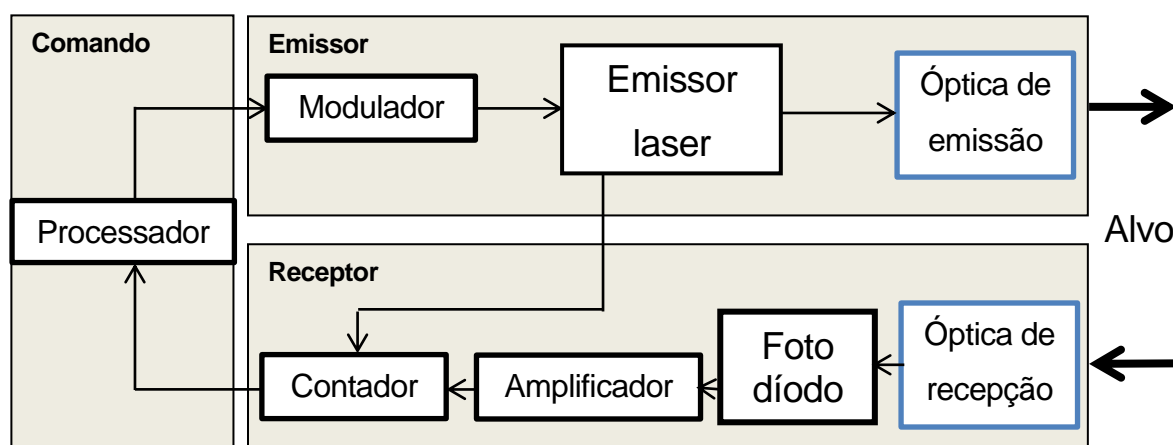 Comando
Processador
Emissor
Modulador
Emissor
laser
Óptica de
emissão
Alvo
Receptor
Contador
Amplificador
Foto
díodo
Óptica de
recepção